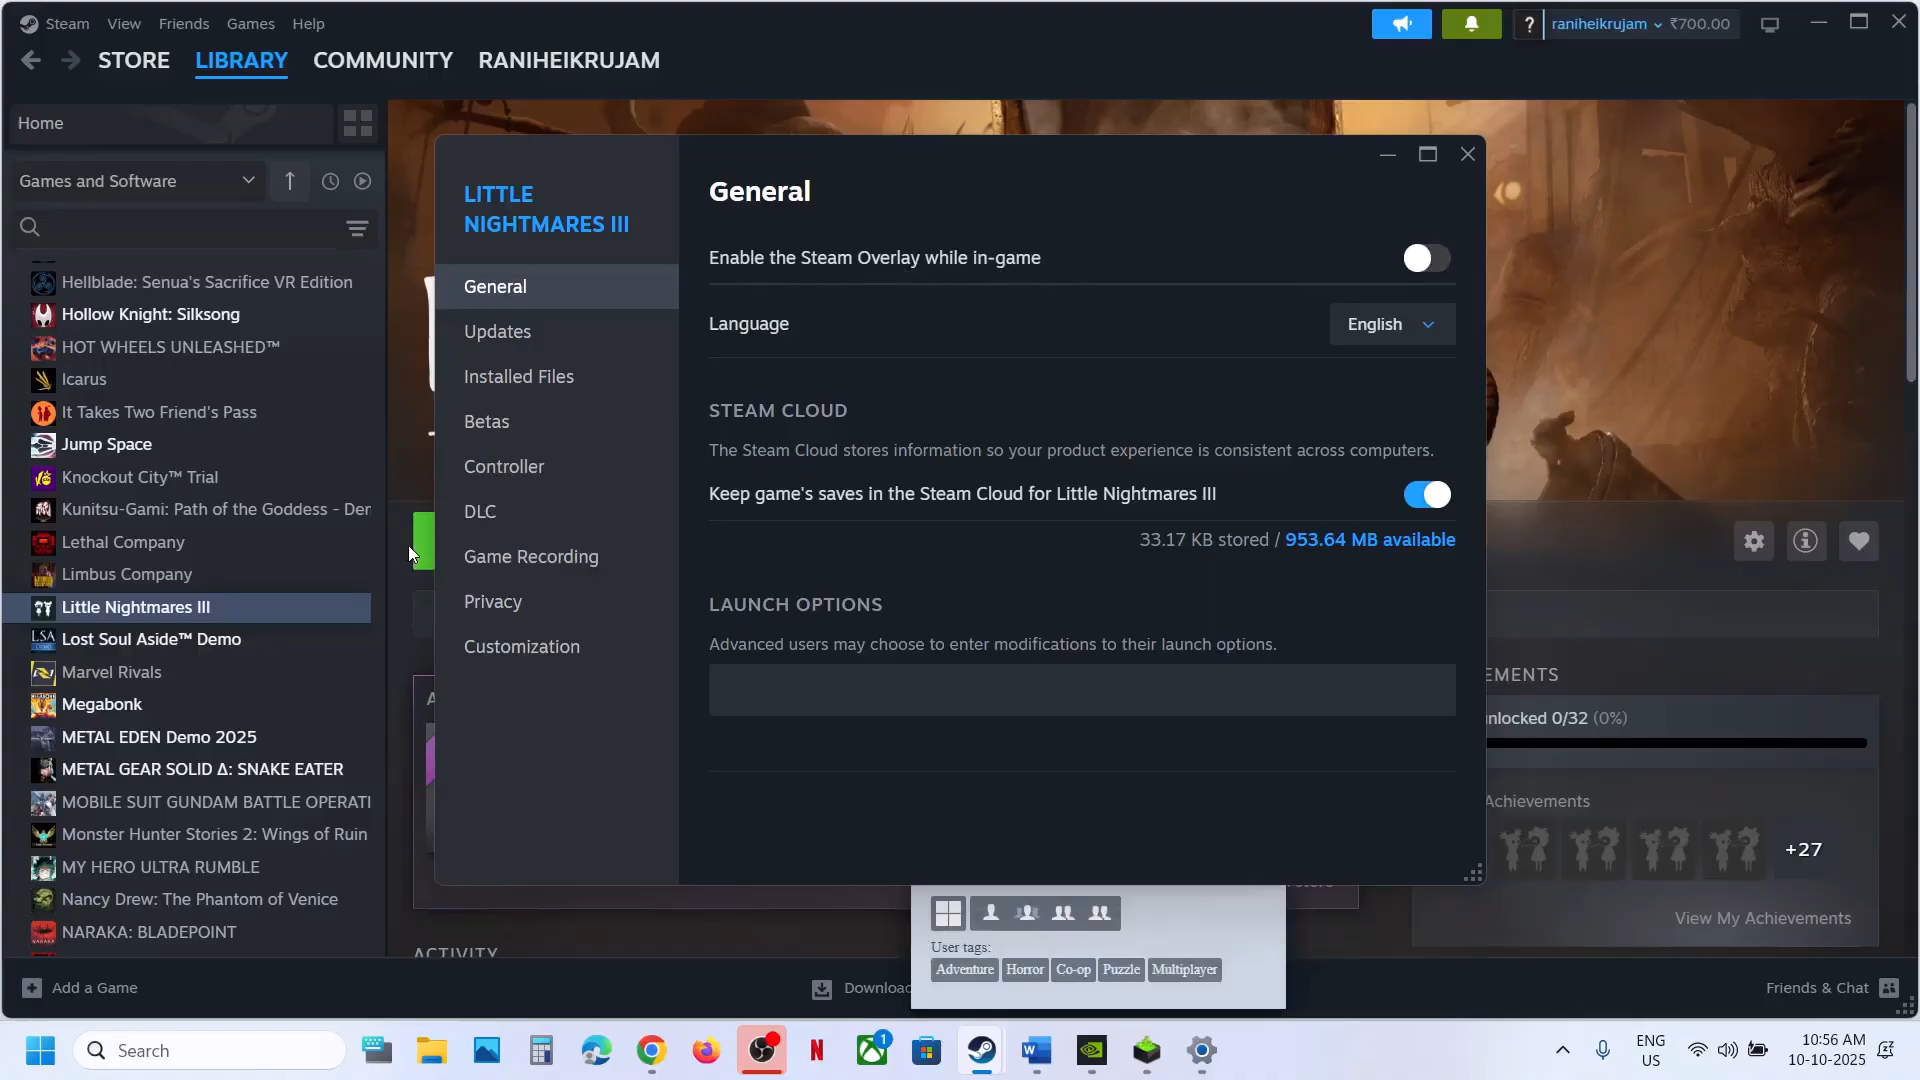 Steam View Friends Games Help
? raniheikrujam ₹700.00
STORE LIBRARY COMMUNITY RANIHEIKRUJAM
Home
Games and Software
Hellblade: Senua's Sacrifice VR Edition
Hollow Knight: Silksong
HOT WHEELS UNLEASHED™
Icarus
It Takes Two Friend's Pass
Jump Space
Knockout City™ Trial
Kunitsu-Gami: Path of the Goddess - Der
Lethal Company
Limbus Company
Little Nightmares III
LSA
DEMO
Lost Soul Aside™ Demo
Marvel Rivals
Megabonk
METAL EDEN Demo 2025
METAL GEAR SOLID Δ: SNAKE EATER
MOBILE SUIT GUNDAM BATTLE OPERATI
Monster Hunter Stories 2: Wings of Ruin
MY HERO ULTRA RUMBLE
Nancy Drew: The Phantom of Venice
NARAKA: BLADEPOINT
LITTLE
NIGHTMARES III
General
Updates
Installed Files
Betas
Controller
DLC
Game Recording
Privacy
Customization
General
Enable the Steam Overlay while in-game
Language English
STEAM CLOUD
The Steam Cloud stores information so your product experience is consistent across computers.
Keep game's saves in the Steam Cloud for Little Nightmares III
33.17 KB stored / 953.64 MB available
LAUNCH OPTIONS
Advanced users may choose to enter modifications to their launch options.
EMENTS
nlocked 0/32 (0%)
Achievements
+27
View My Achievements
ACTIVITY
User tags:
Adventure Horror Co-op Puzzle Multiplayer
Add a Game
Downloac
Friends & Chat
Search
1
ENG
US
10:56 AM
10-10-2025